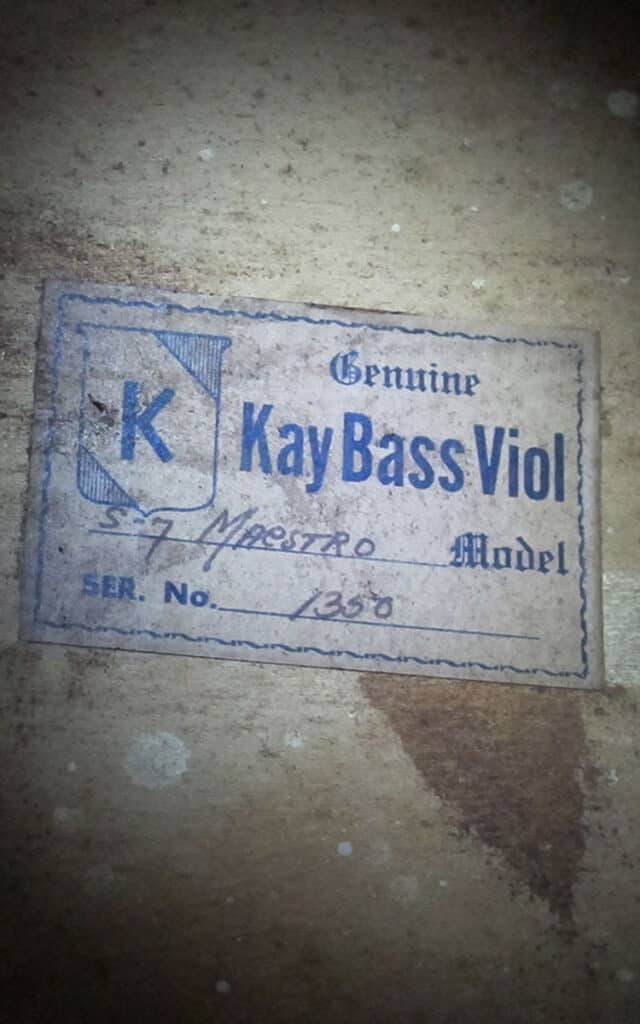 K
Genuine
Kay Bass Viol
S-7 Maestro Model
SER. No. 1350